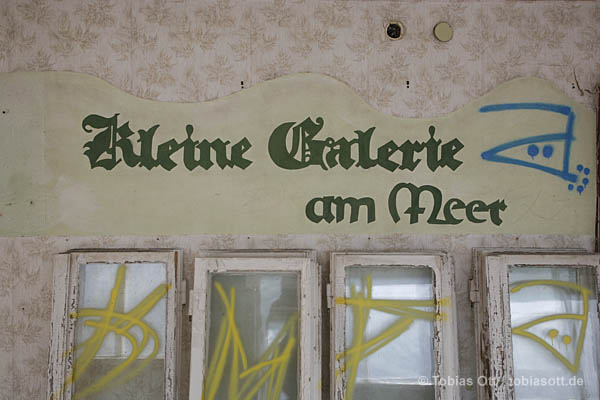 Kleine Galerie
am Meer
© Tobias Ott / tobiasott.de